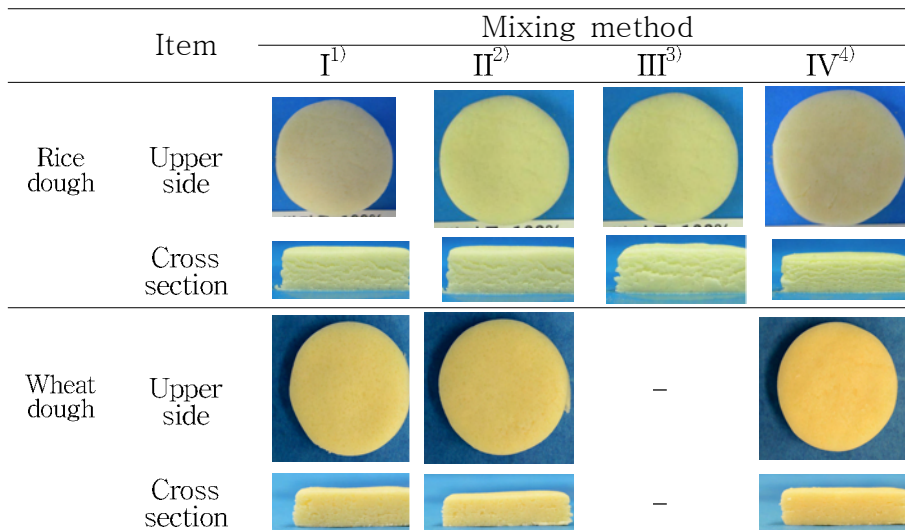 Item
Mixing method
I1) II2) III3) IV4)
Rice
dough
Upper
side
Cross
section
Wheat
dough
Upper
side
–
Cross
section
–